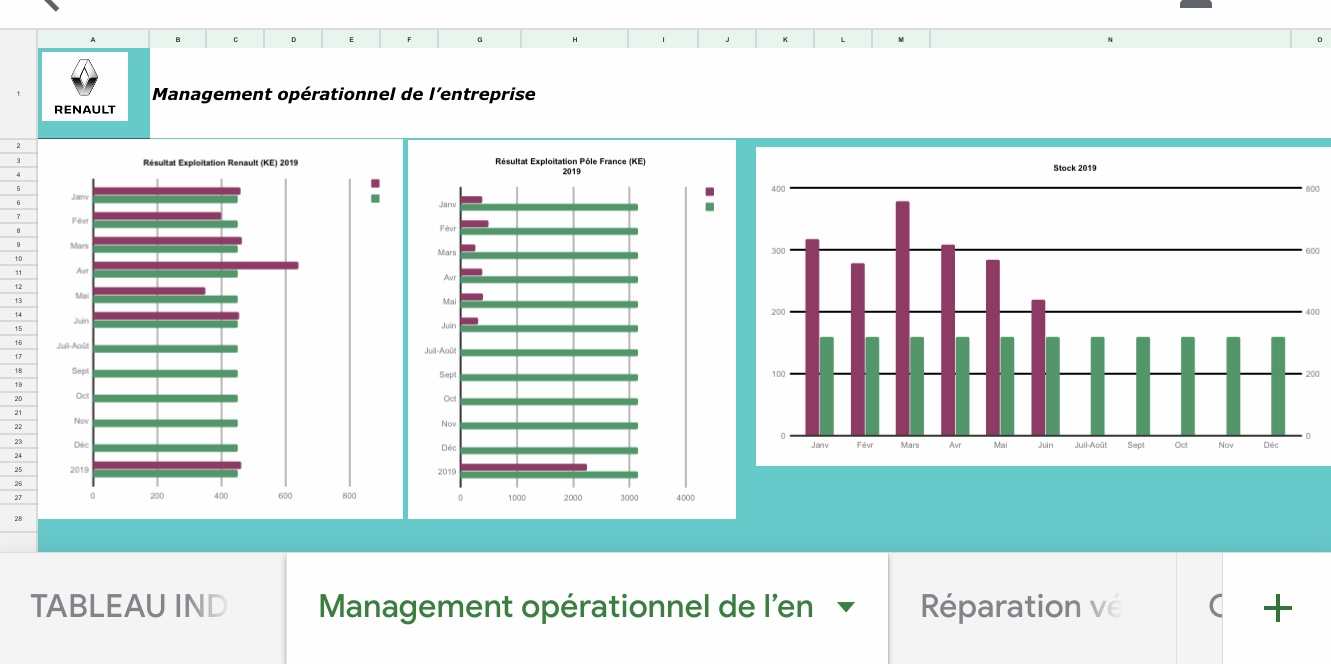 A B C D E F G H I J K L M N O
1
RENAULT
Management opérationnel de l'entreprise
2
3
4
5
6
7
8
9
10
11
12
13
14
15
16
17
18
19
20
21
22
23
24
25
26
27
28
Résultat Exploitation Renault (KE) 2019
Janv
Févr
Mars
Avr
Mai
Juin
Juil-Août
Sept
Oct
Nov
Déc
2019
0 200 400 600 800
Résultat Exploitation Pôle France (KE)
2019
Janv
Févr
Mars
Avr
Mai
Juin
Juil-Août
Sept
Oct
Nov
Déc
2019
0 1000 2000 3000 4000
Stock 2019
400 800
300 600
200 400
100 200
0 0
Janv Févr Mars Avr Mai Juin Juil-Août Sept Oct Nov Déc
TABLEAU IND Management opérationnel de l'en Réparation vé